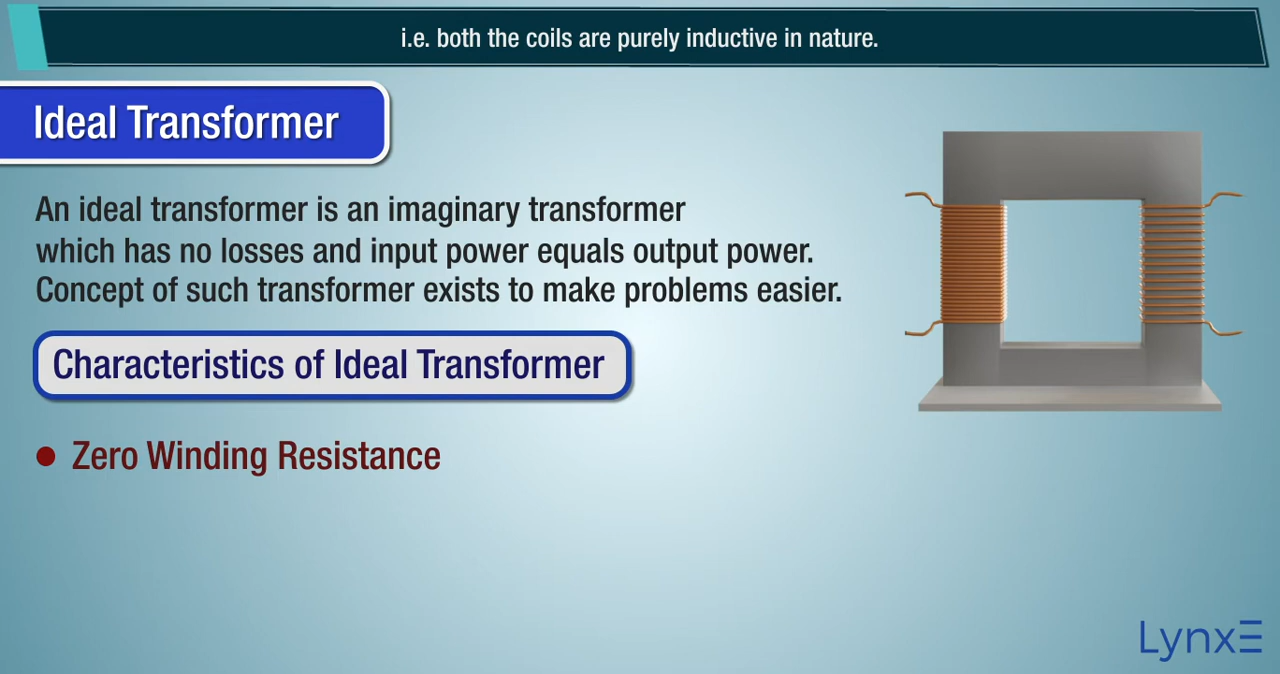 i.e. both the coils are purely inductive in nature.
Ideal Transformer
An ideal transformer is an imaginary transformer
which has no losses and input power equals output power.
Concept of such transformer exists to make problems easier.
Characteristics of Ideal Transformer
● Zero Winding Resistance
LynxE